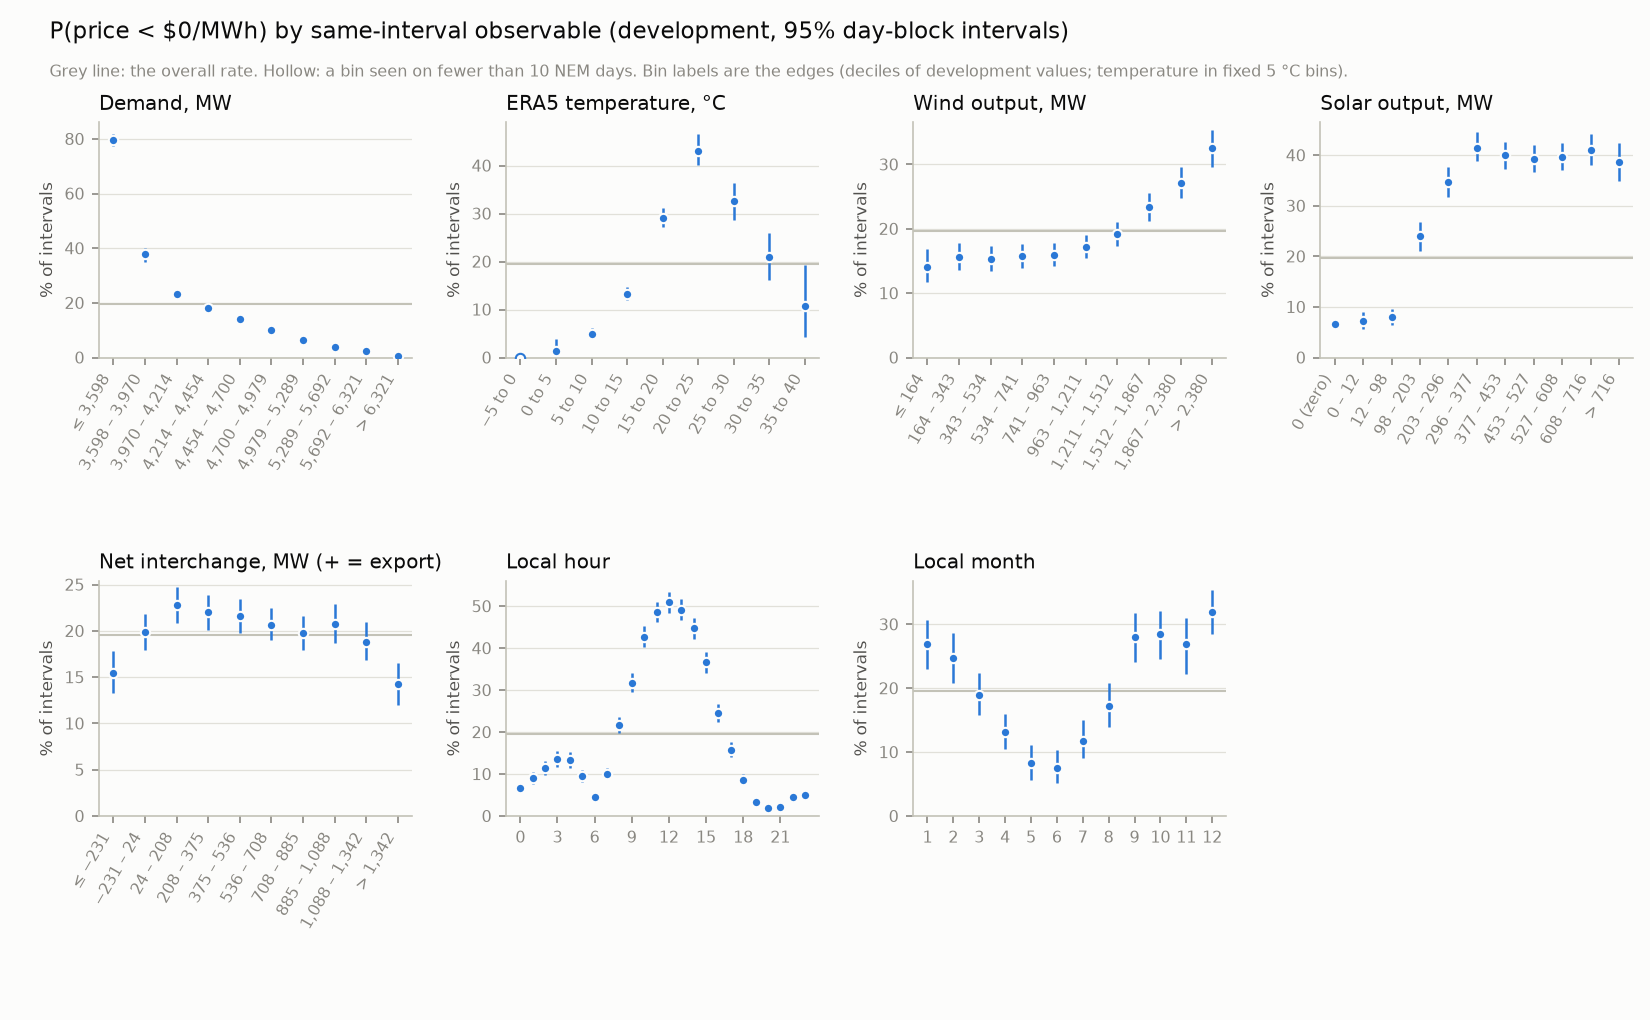 P(price < $0/MWh) by same-interval observable (development, 95% day-block intervals)
Grey line: the overall rate. Hollow: a bin seen on fewer than 10 NEM days. Bin labels are the edges (deciles of development values; temperature in fixed 5 °C bins).
Demand, MW
% of intervals
80
60
40
20
0
≤ 3,598
3,598 – 3,970
3,970 – 4,214
4,214 – 4,454
4,454 – 4,700
4,700 – 4,979
4,979 – 5,289
5,289 – 5,692
5,692 – 6,321
> 6,321
ERA5 temperature, °C
% of intervals
40
30
20
10
0
−5 to 0
0 to 5
5 to 10
10 to 15
15 to 20
20 to 25
25 to 30
30 to 35
35 to 40
Wind output, MW
% of intervals
30
20
10
0
≤ 164
164 – 343
343 – 534
534 – 741
741 – 963
963 – 1,211
1,211 – 1,512
1,512 – 1,867
1,867 – 2,380
> 2,380
Solar output, MW
% of intervals
40
30
20
10
0
0 (zero)
0 – 12
12 – 98
98 – 203
203 – 296
296 – 377
377 – 453
453 – 527
527 – 608
608 – 716
> 716
Net interchange, MW (+ = export)
% of intervals
25
20
15
10
5
0
≤ −231
−231 – 24
24 – 208
208 – 375
375 – 536
536 – 708
708 – 885
885 – 1,088
1,088 – 1,342
> 1,342
Local hour
% of intervals
50
40
30
20
10
0
0 3 6 9 12 15 18 21
Local month
% of intervals
30
20
10
0
1 2 3 4 5 6 7 8 9 10 11 12